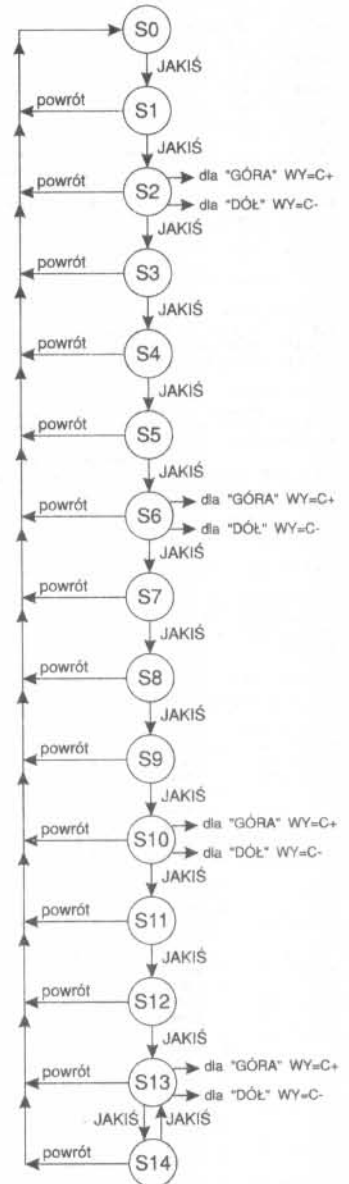 S0
JAKIŚ
powrót
S1
JAKIŚ
powrót
S2
dla "GÓRA" WY=C+
dla "DÓŁ" WY=C-
JAKIŚ
powrót
S3
JAKIŚ
powrót
S4
JAKIŚ
powrót
S5
JAKIŚ
powrót
S6
dla "GÓRA" WY=C+
dla "DÓŁ" WY=C-
JAKIŚ
powrót
S7
JAKIŚ
powrót
S8
JAKIŚ
powrót
S9
JAKIŚ
powrót
S10
dla "GÓRA" WY=C+
dla "DÓŁ" WY=C-
JAKIŚ
powrót
S11
JAKIŚ
powrót
S12
JAKIŚ
powrót
S13
dla "GÓRA" WY=C+
dla "DÓŁ" WY=C-
JAKIŚ JAKIŚ
powrót
S14